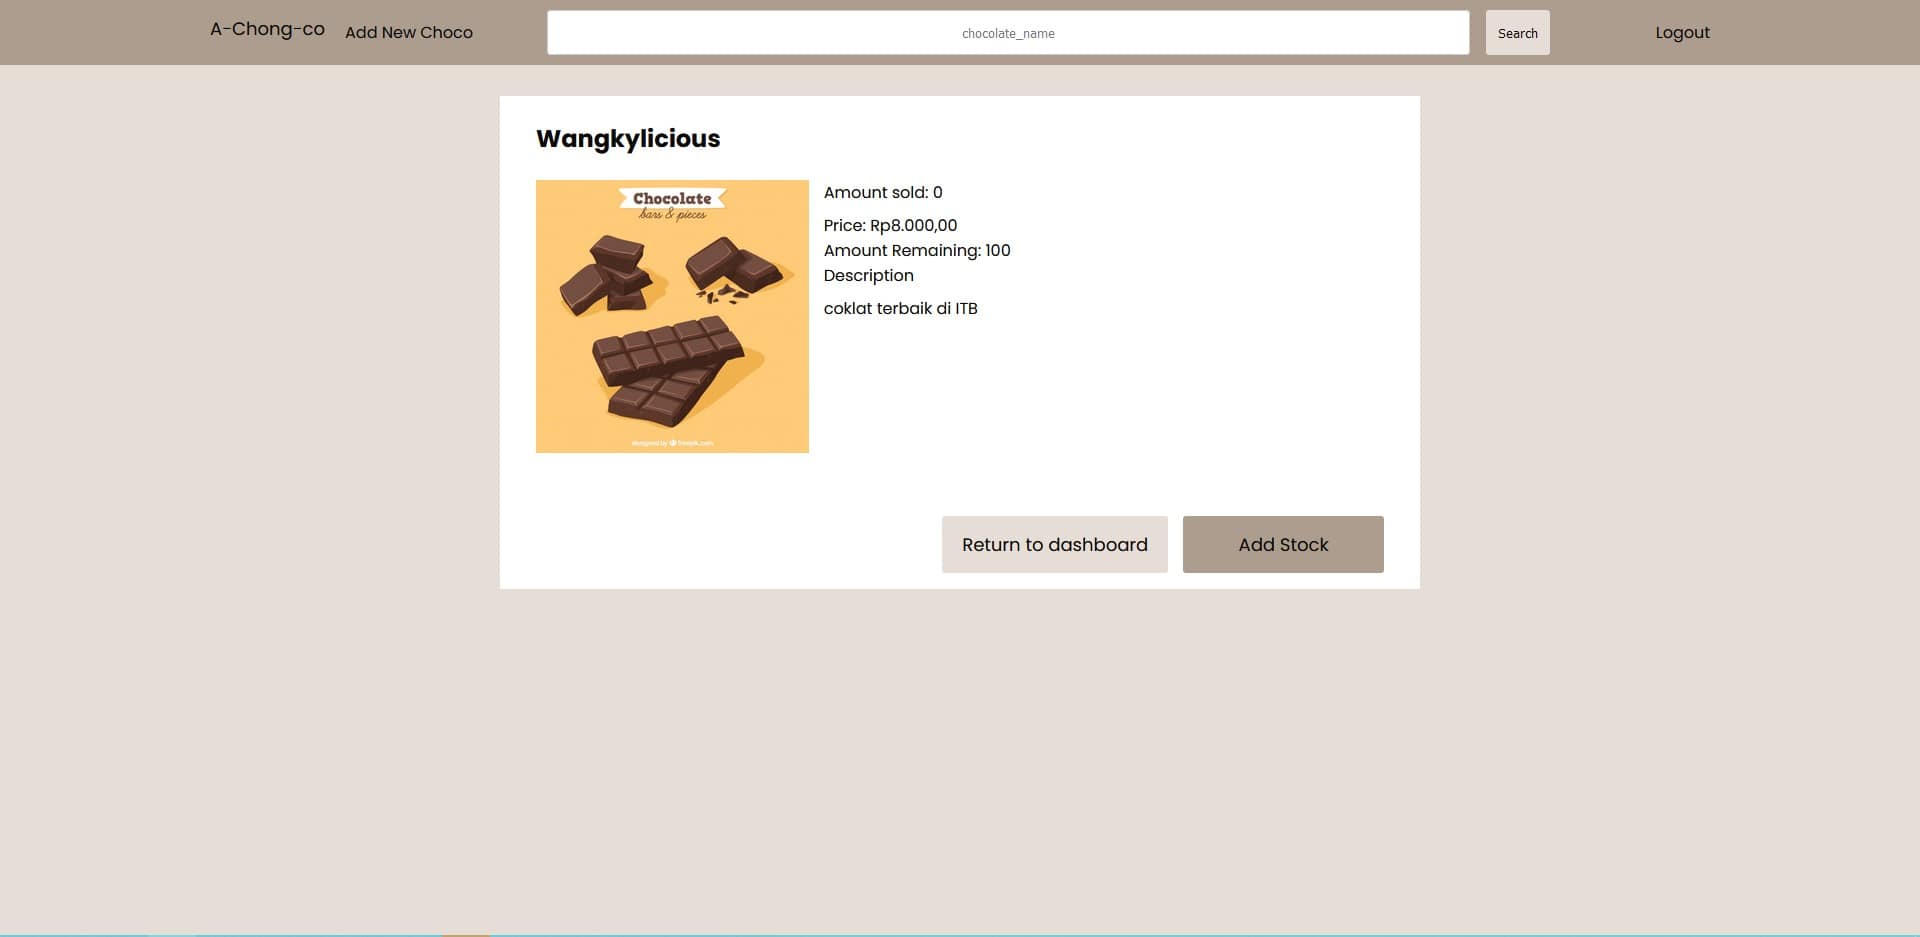 A-Chong-co
Add New Choco
chocolate_name
Search
Logout
Wangkylicious
Chocolate
bars & pieces
designed by freepik.com
Amount sold: 0
Price: Rp8.000,00
Amount Remaining: 100
Description
coklat terbaik di ITB
Return to dashboard
Add Stock